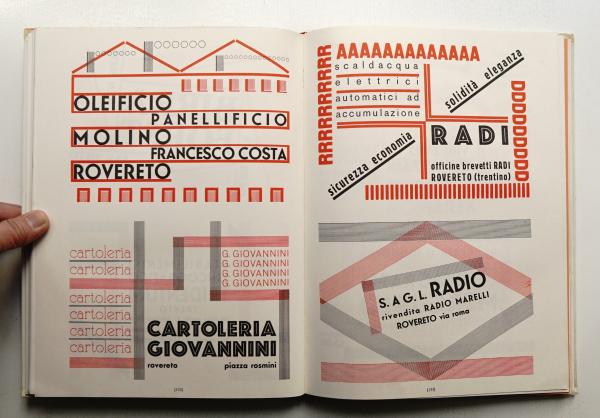 OLEIFICIO
PANELLIFICIO
MOLINO
FRANCESCO COSTA
ROVERETO
cartoleria
cartoleria
cartoleria
cartoleria
cartoleria
cartoleria
G. GIOVANNINI
G. GIOVANNINI
G. GIOVANNINI
G. GIOVANNINI
CARTOLERIA
GIOVANNINI
rovereto piazza rosmini
RRRRRRRRRR
AAAAAAAAAAAAA
DDDDDDDDDD
IIIIIIIIIIIIIIIIIIIIIIIIIIIIII
scaldacqua
elettrici
automatici ad
accumulazione
solidità eleganza
RADI
sicurezza economia
officine brevetti RADI
ROVERETO (trentino)
S. A G. L. RADIO
rivendita RADIO MARELLI
ROVERETO via roma